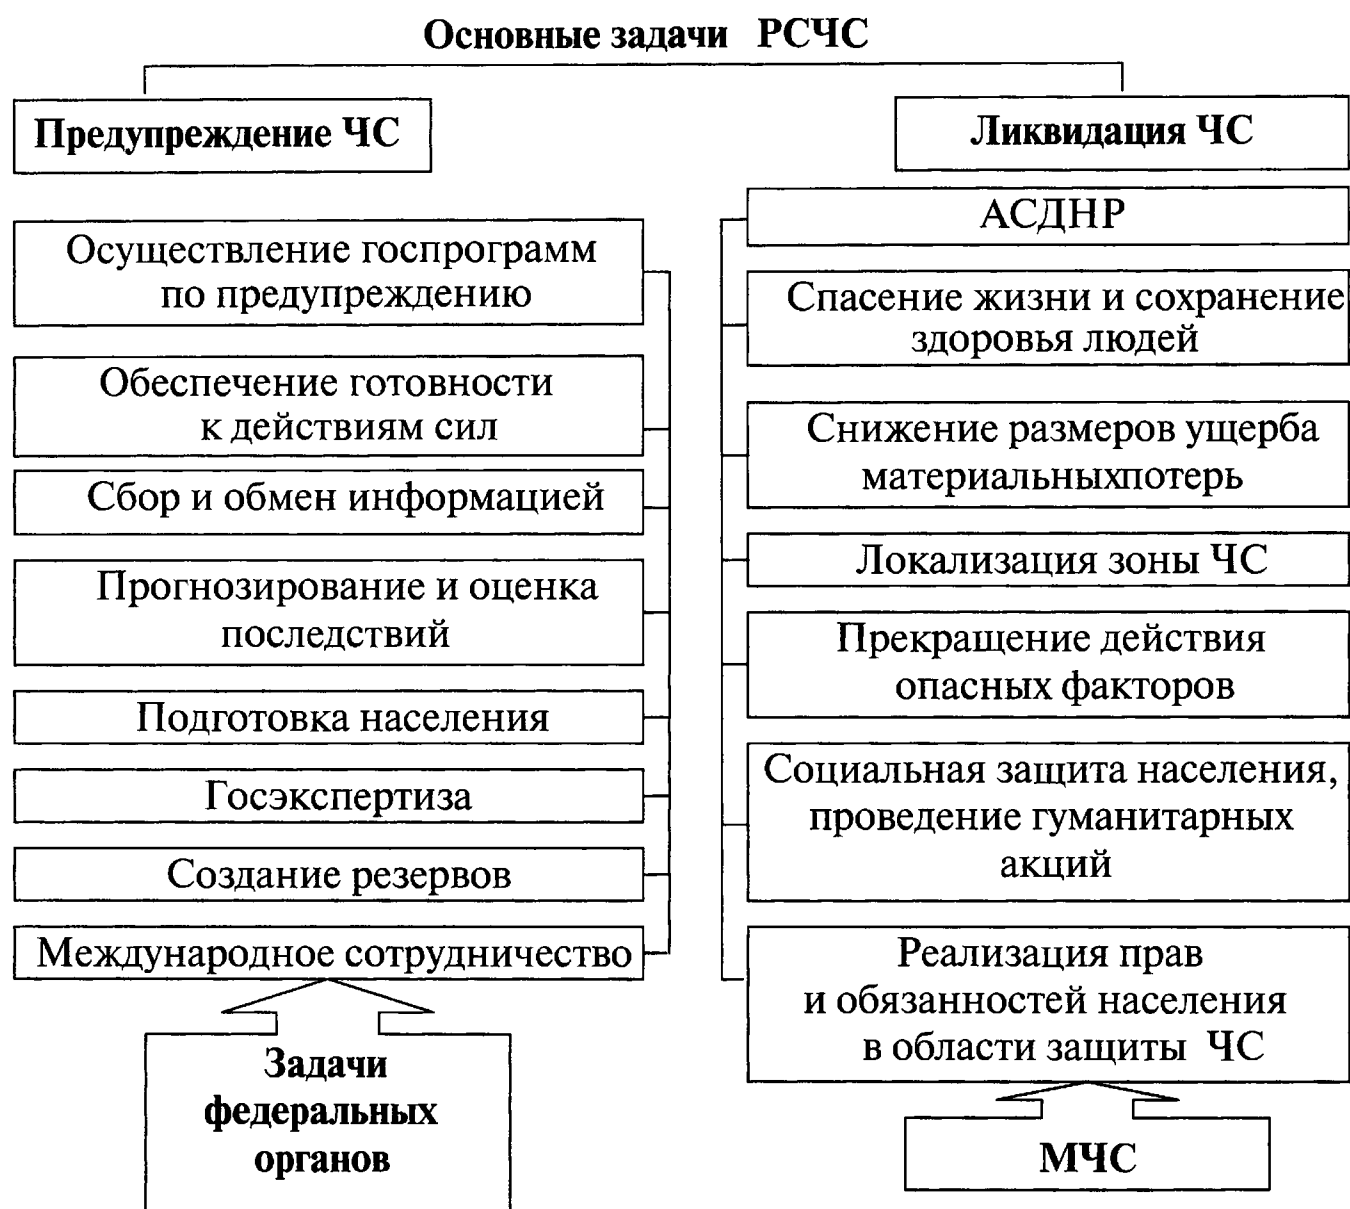 Основные задачи РСЧС
Предупреждение ЧС
Осуществление госпрограмм
по предупреждению
Обеспечение готовности
к действиям сил
Сбор и обмен информацией
Прогнозирование и оценка
последствий
Подготовка населения
Госэкспертиза
Создание резервов
Международное сотрудничество
Задачи
федеральных
органов
Ликвидация ЧС
АСДНР
Спасение жизни и сохранение
здоровья людей
Снижение размеров ущерба
материальныхпотерь
Локализация зоны ЧС
Прекращение действия
опасных факторов
Социальная защита населения,
проведение гуманитарных
акций
Реализация прав
и обязанностей населения
в области защиты ЧС
МЧС